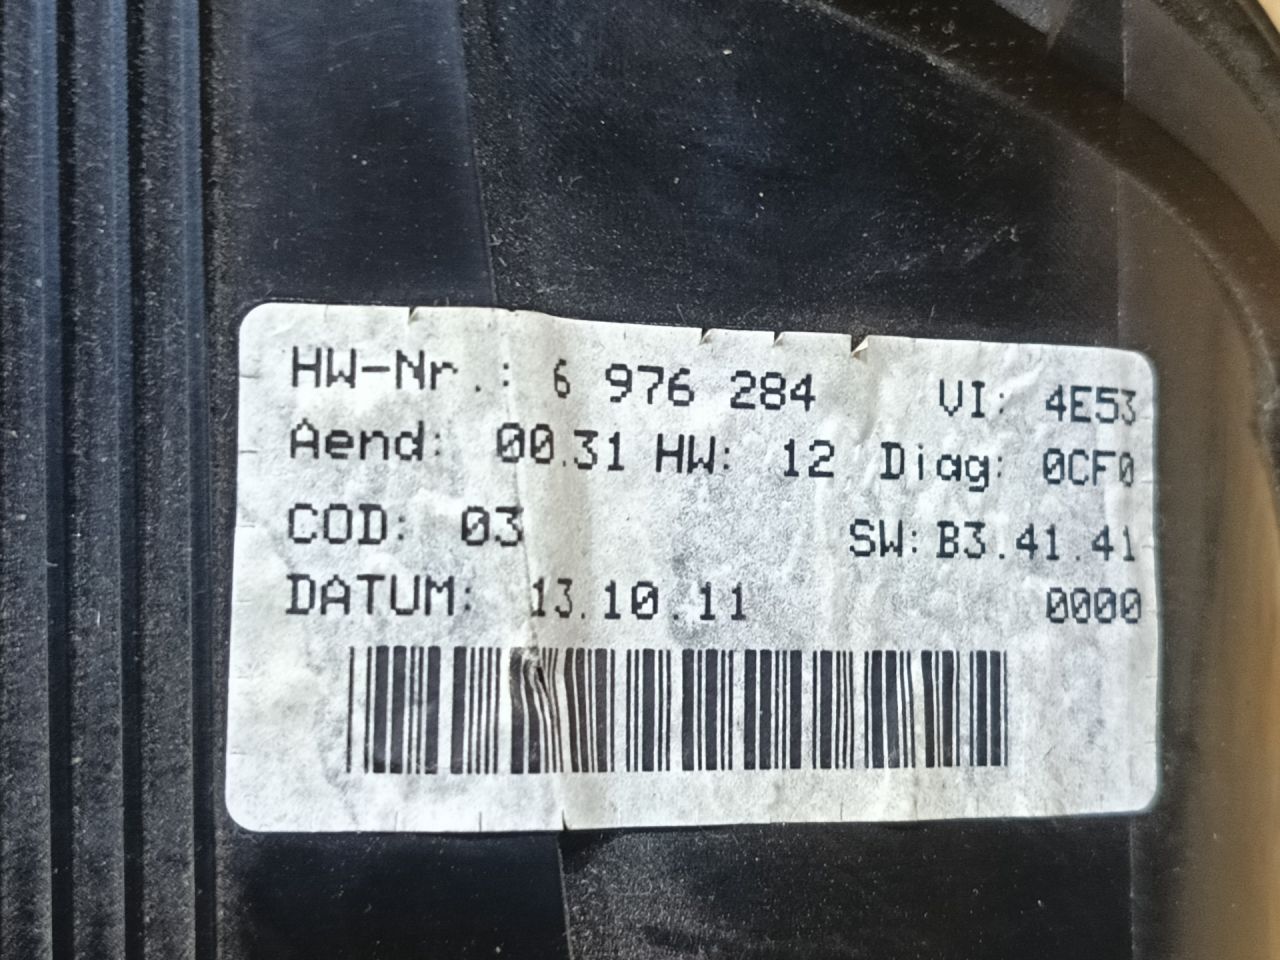 HW-Nr.: 6 976 284 VI: 4E53
Aend: 00.31 HW: 12 Diag: 0CF0
COD: 03 SW: B3.41.41
DATUM: 13.10.11 0000